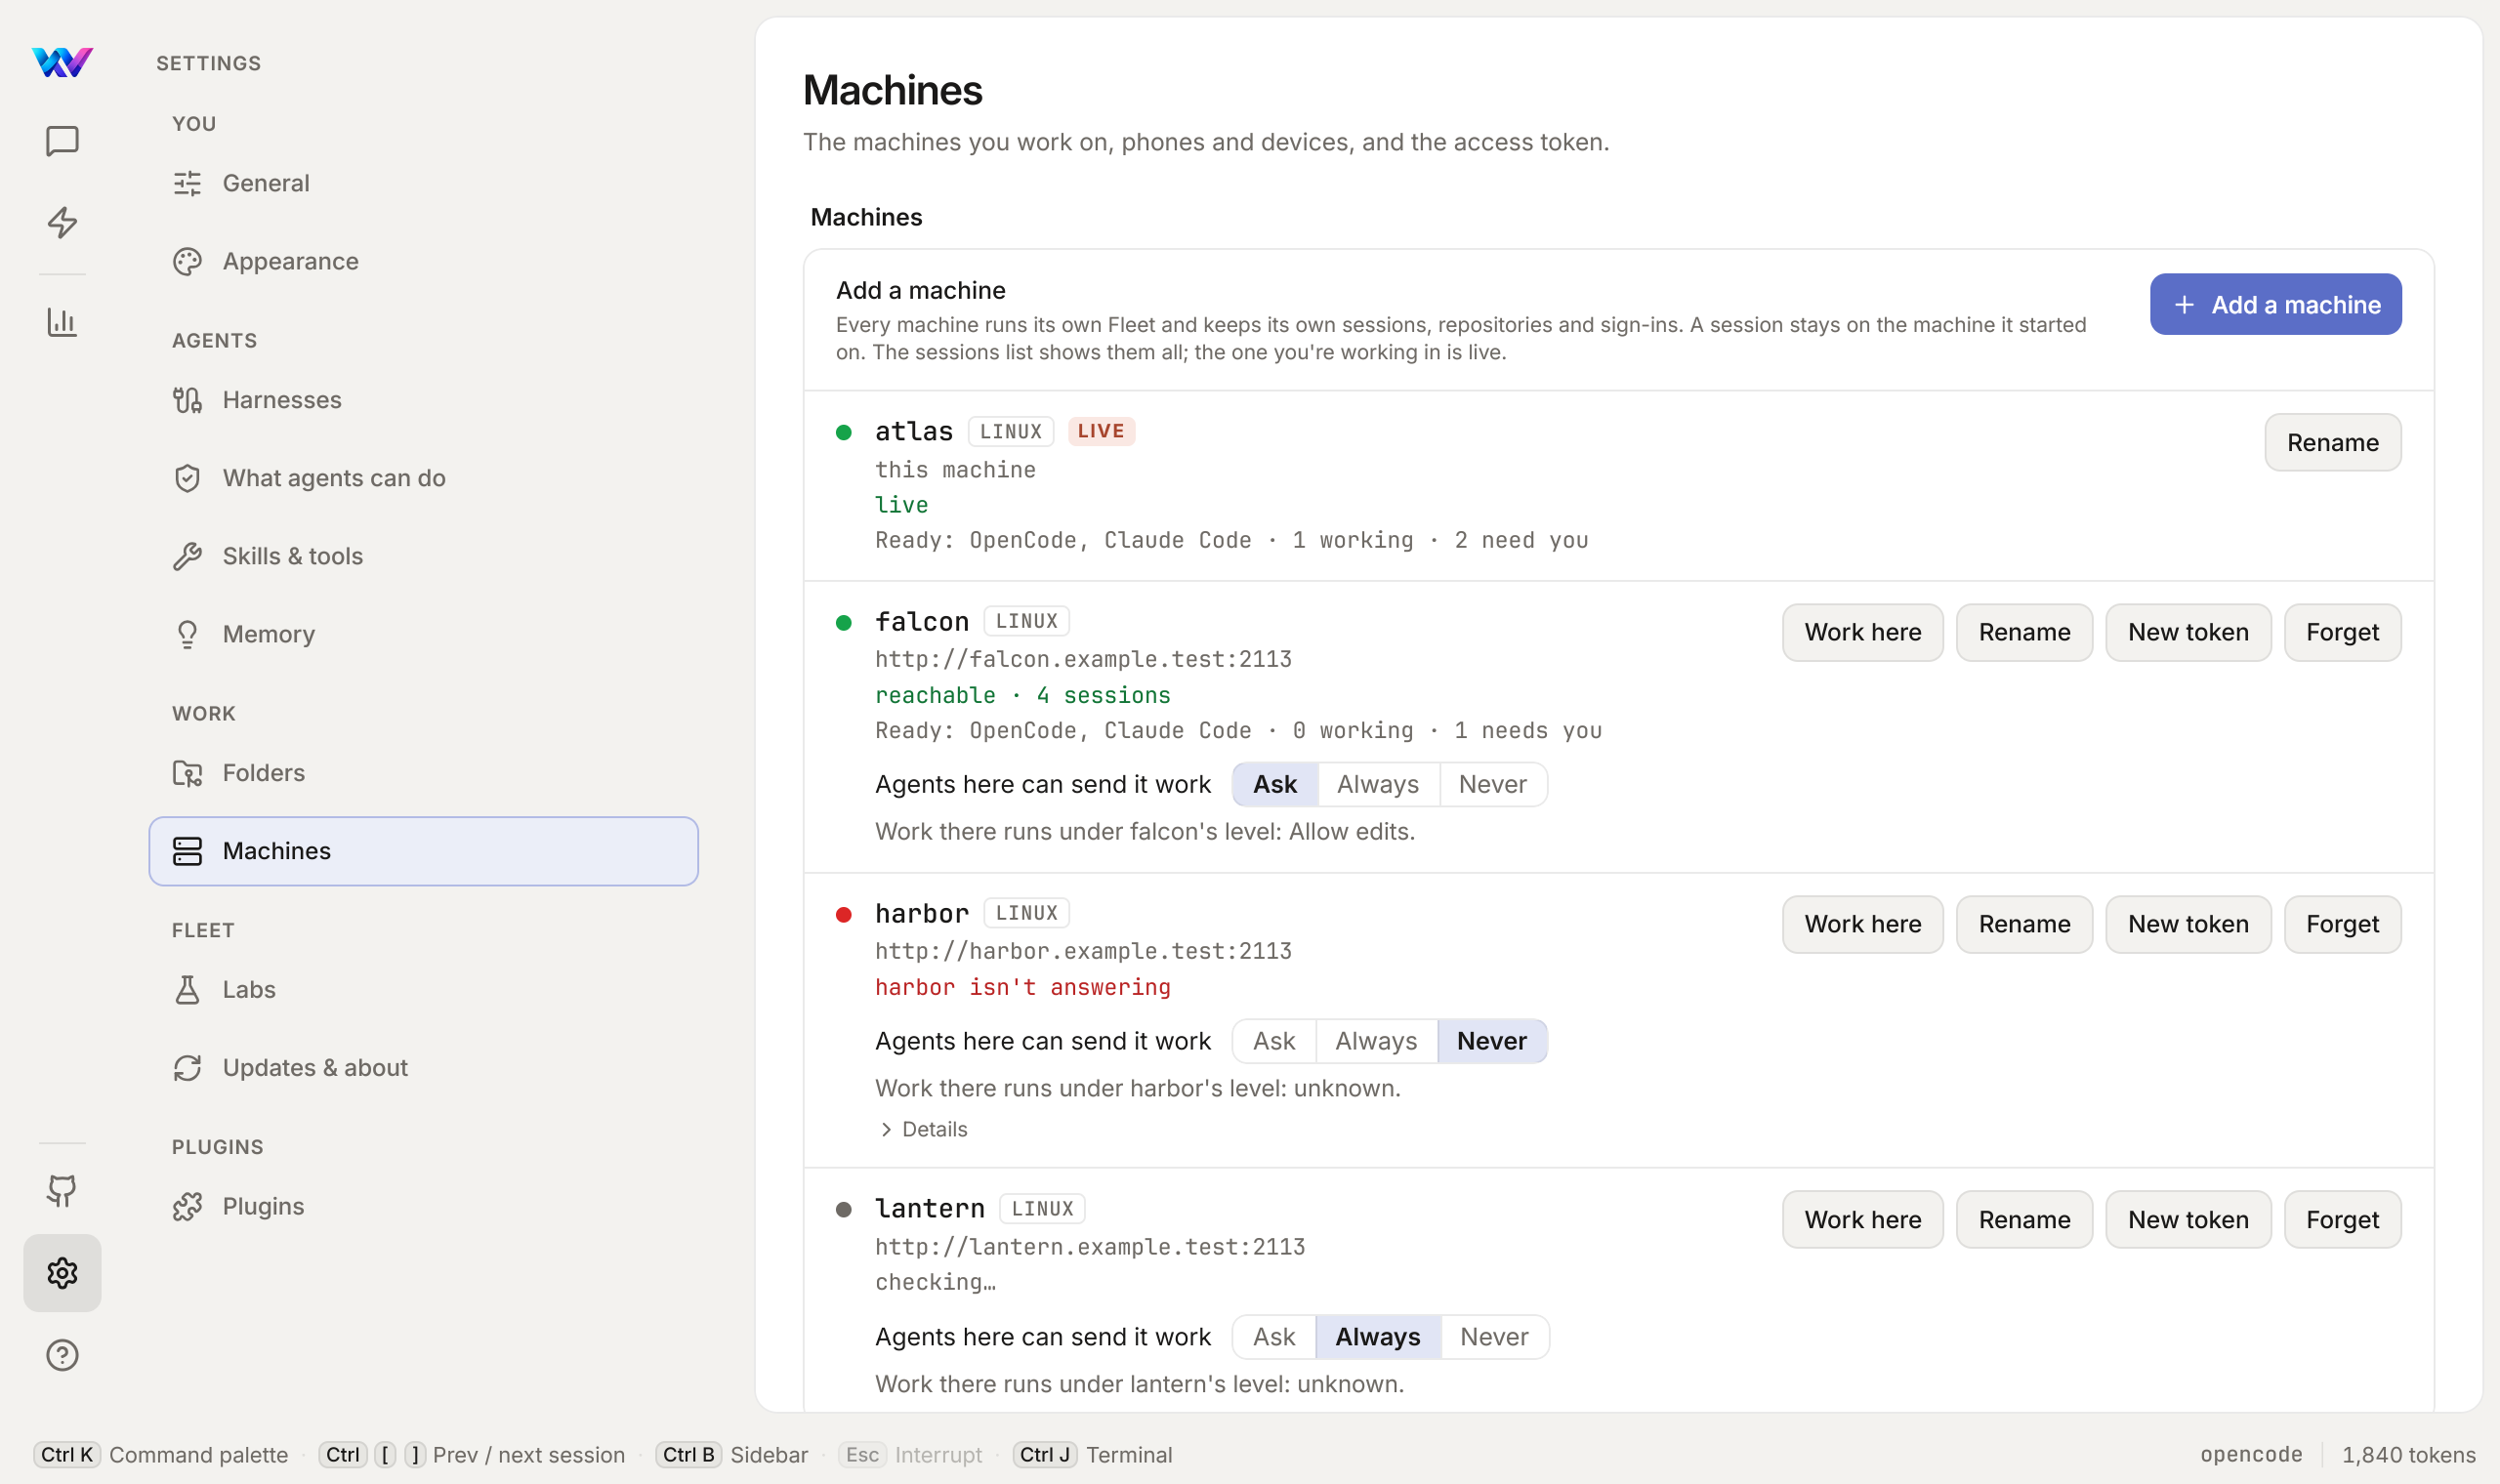 SETTINGS
YOU
General
Appearance
AGENTS
Harnesses
What agents can do
Skills & tools
Memory
WORK
Folders
Machines
FLEET
Labs
Updates & about
PLUGINS
Plugins
Machines
The machines you work on, phones and devices, and the access token.
Machines
Add a machine
Every machine runs its own Fleet and keeps its own sessions, repositories and sign-ins. A session stays on the machine it started
on. The sessions list shows them all; the one you're working in is live.
+ Add a machine
atlas LINUX LIVE
this machine
live
Ready: OpenCode, Claude Code · 1 working · 2 need you
Rename
falcon LINUX
http://falcon.example.test:2113
reachable · 4 sessions
Ready: OpenCode, Claude Code · 0 working · 1 needs you
Agents here can send it work Ask Always Never
Work there runs under falcon's level: Allow edits.
Work here Rename New token Forget
harbor LINUX
http://harbor.example.test:2113
harbor isn't answering
Agents here can send it work Ask Always Never
Work there runs under harbor's level: unknown.
Details
Work here Rename New token Forget
lantern LINUX
http://lantern.example.test:2113
checking…
Agents here can send it work Ask Always Never
Work there runs under lantern's level: unknown.
Work here Rename New token Forget
Ctrl K Command palette · Ctrl [ ] Prev / next session · Ctrl B Sidebar · Esc Interrupt · Ctrl J Terminal
opencode 1,840 tokens